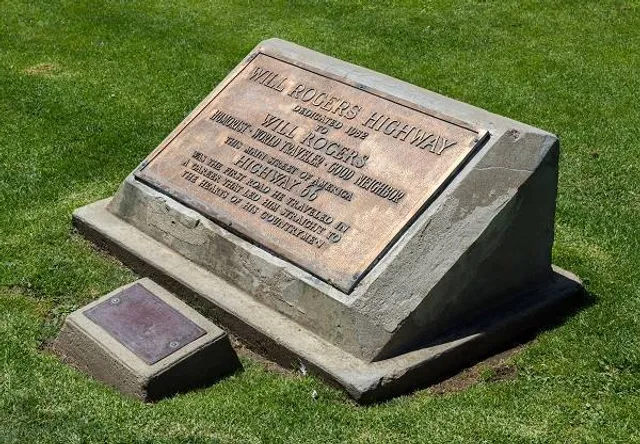 WILL ROGERS HIGHWAY
DEDICATED 1952
TO
WILL ROGERS
HUMORIST · WORLD TRAVELER · GOOD NEIGHBOR
THIS MAIN STREET OF AMERICA
HIGHWAY 66
WAS THE FIRST ROAD HE TRAVELED IN
A CAREER THAT LED HIM STRAIGHT TO
THE HEARTS OF HIS COUNTRYMEN